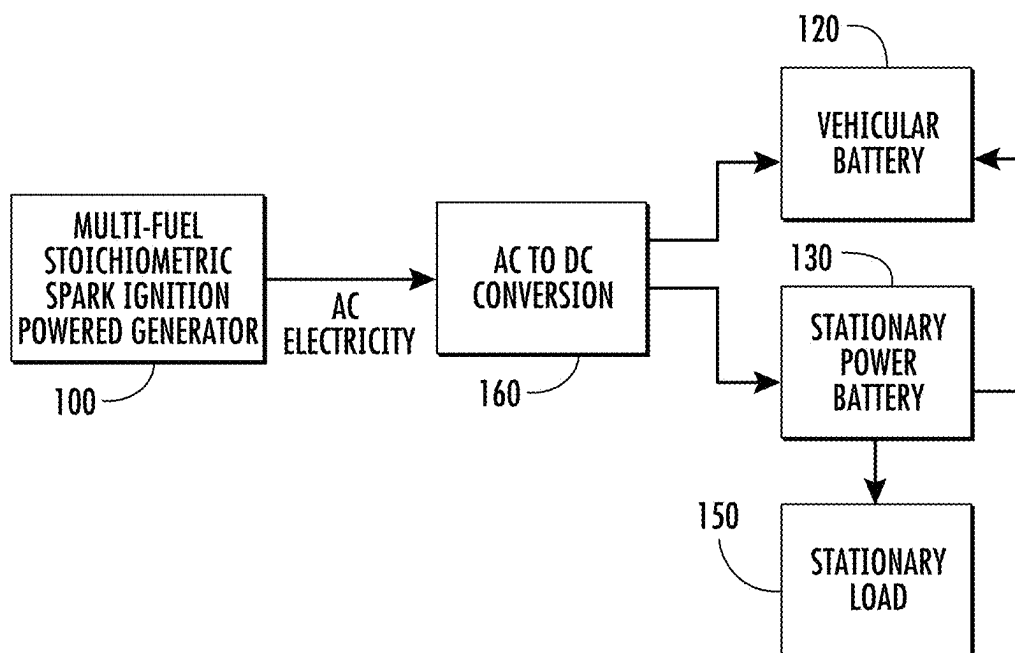 120
VEHICULAR
BATTERY
MULTI-FUEL
STOICHIOMETRIC
SPARK IGNITION
POWERED GENERATOR
100
AC
ELECTRICITY
AC TO DC
CONVERSION
160
130
STATIONARY
POWER
BATTERY
150
STATIONARY
LOAD